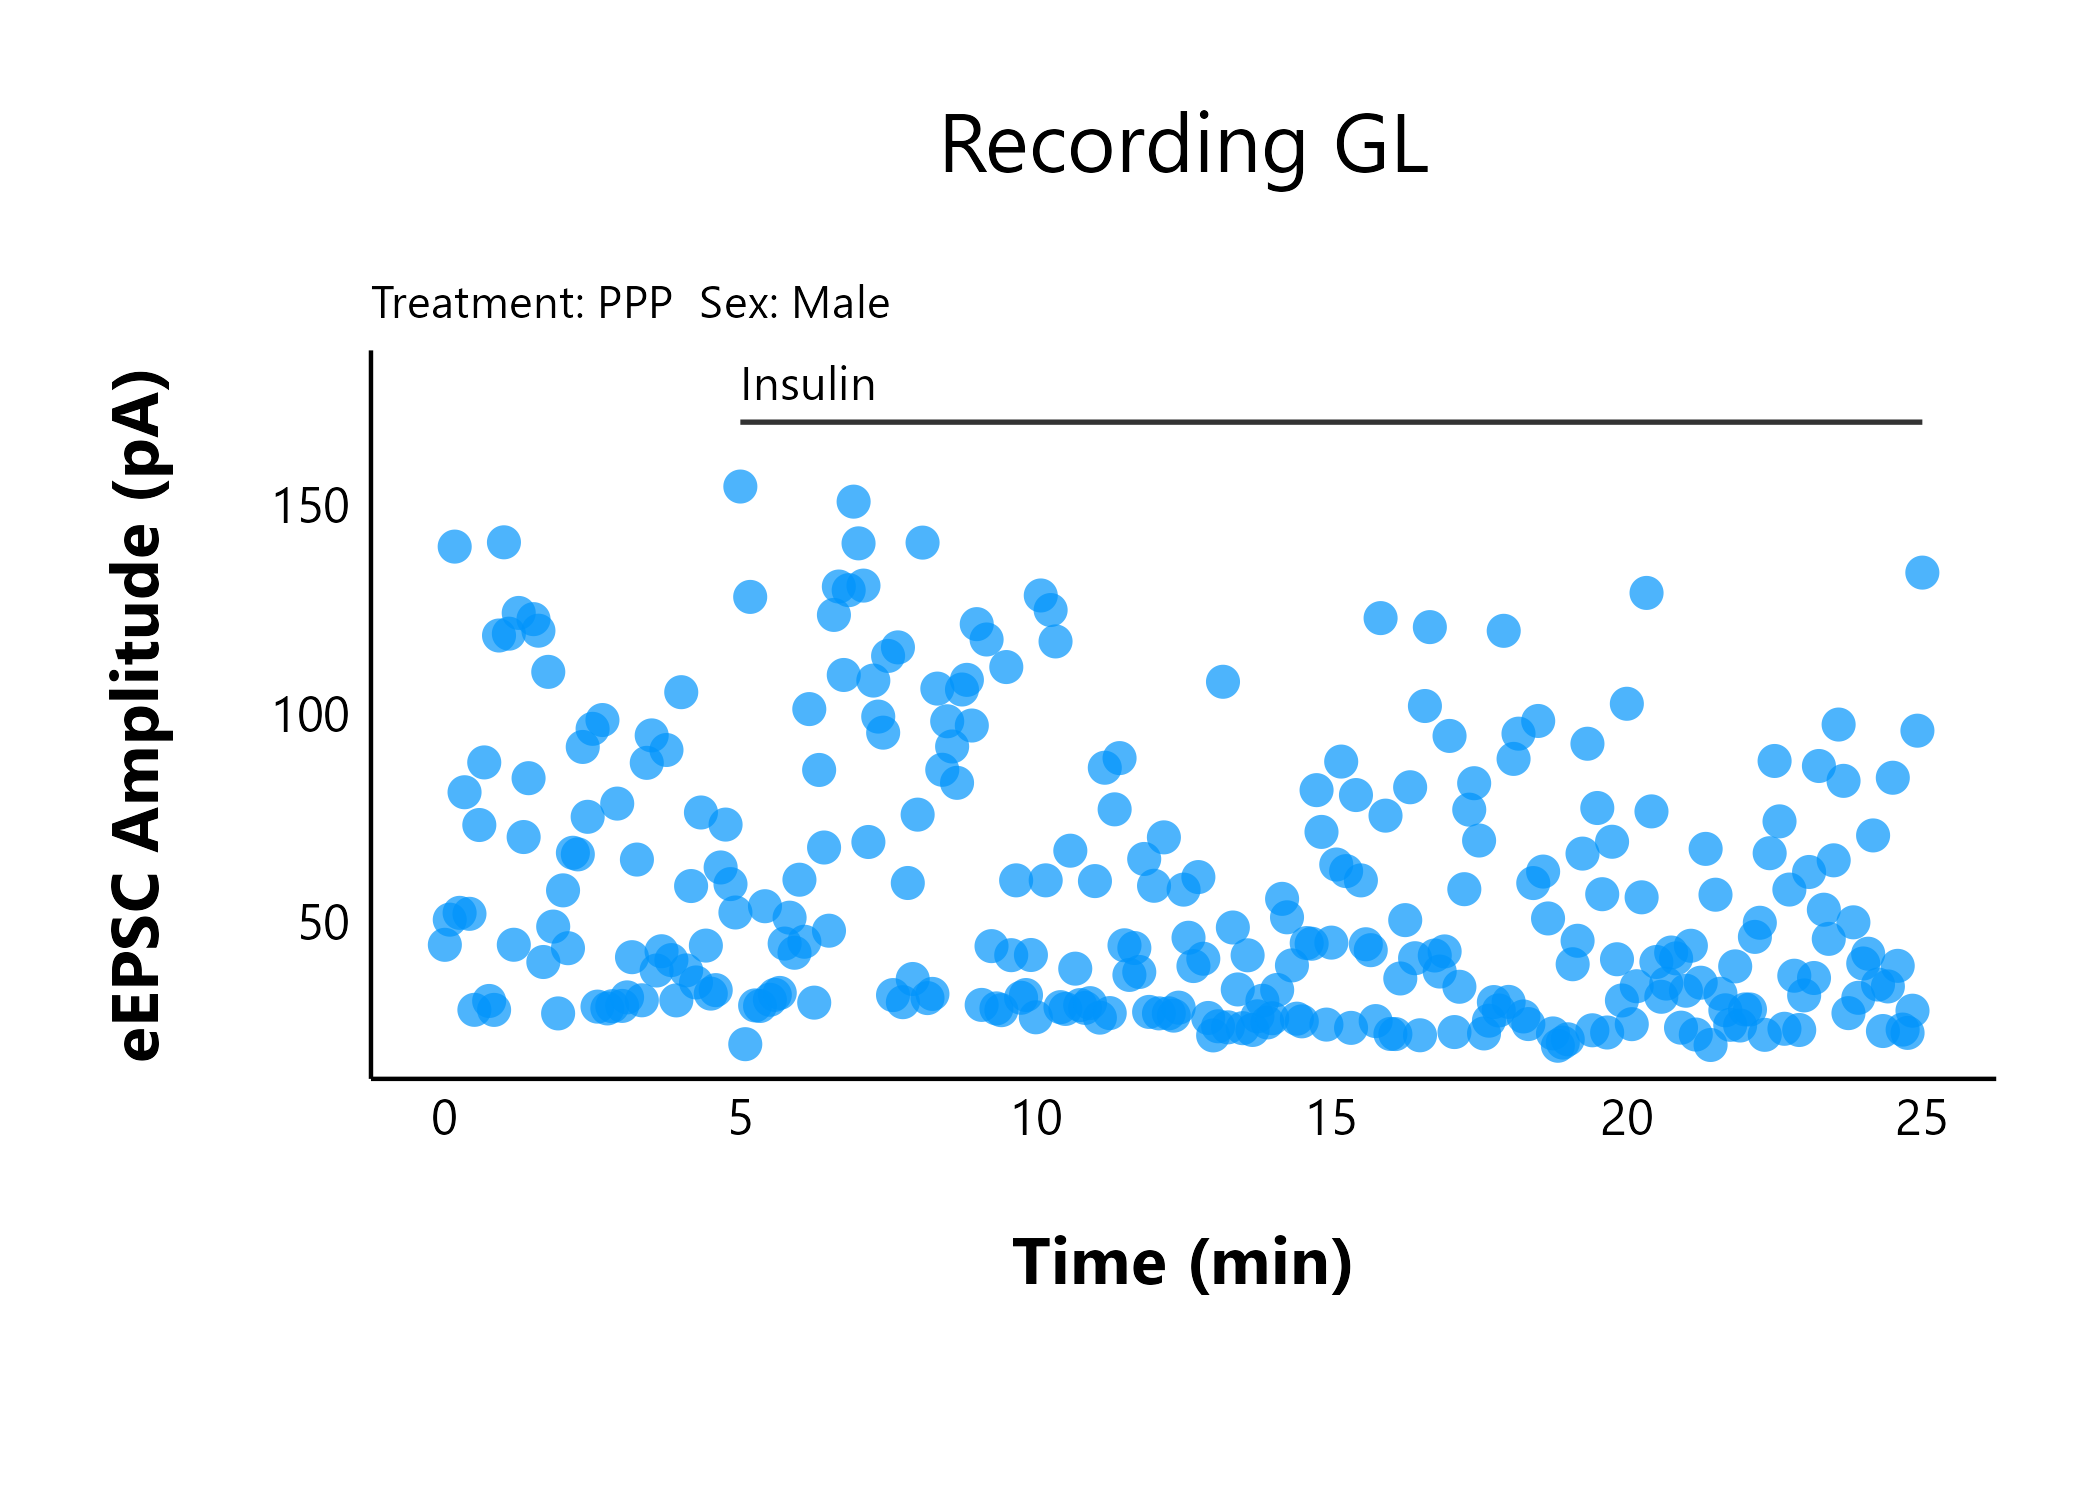 Recording GL
Treatment: PPP  Sex: Male
Insulin
eEPSC Amplitude (pA)
150
100
50
0 5 10 15 20 25
Time (min)